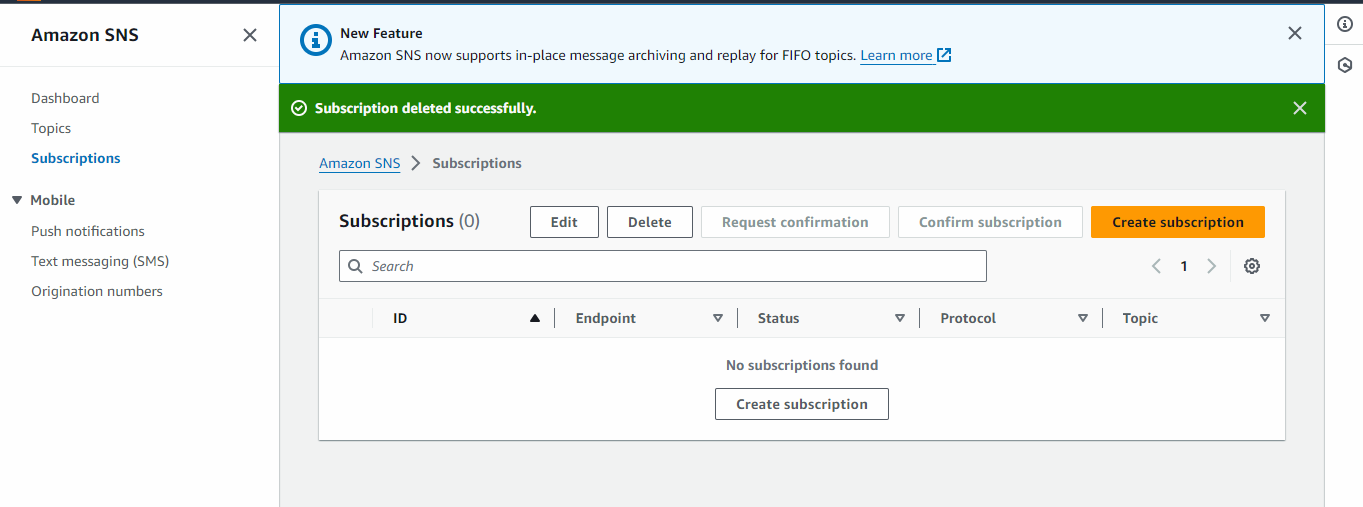 Amazon SNS
Dashboard
Topics
Subscriptions
Mobile
Push notifications
Text messaging (SMS)
Origination numbers
New Feature
Amazon SNS now supports in-place message archiving and replay for FIFO topics. Learn more
Subscription deleted successfully.
Amazon SNS > Subscriptions
Subscriptions (0) Edit Delete Request confirmation Confirm subscription Create subscription
Search 1
ID Endpoint Status Protocol Topic
No subscriptions found
Create subscription